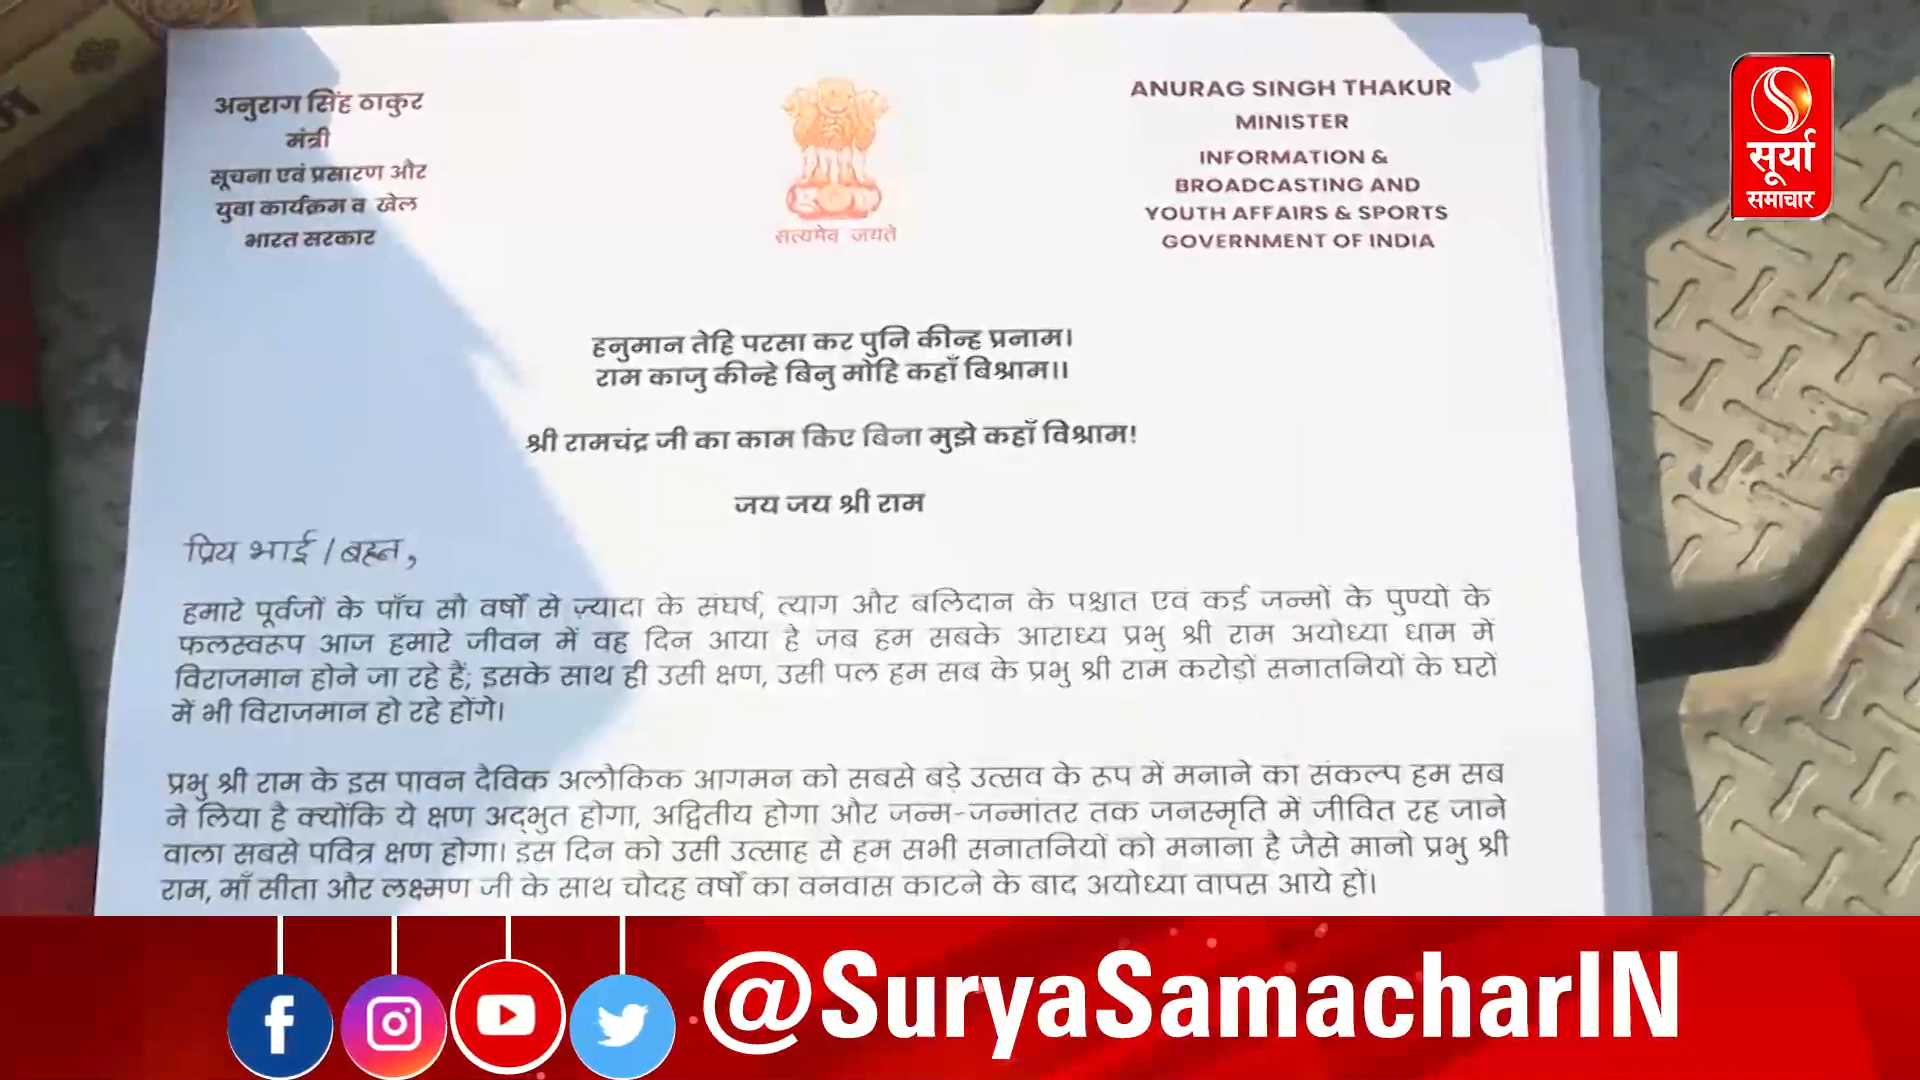 अनुराग सिंह ठाकुर
मंत्री
सूचना एवं प्रसारण और
युवा कार्यक्रम व खेल
भारत सरकार
सत्यमेव जयते
ANURAG SINGH THAKUR
MINISTER
INFORMATION &
BROADCASTING AND
YOUTH AFFAIRS & SPORTS
GOVERNMENT OF INDIA
सूर्या
समाचार
हनुमान तेहि परसा कर पुनि कीन्ह प्रनाम।
राम काजु कीन्हे बिनु मोहि कहाँ बिश्राम।।
श्री रामचंद्र जी का काम किए बिना मुझे कहाँ विश्राम!
जय जय श्री राम
प्रिय भाई / बहन,
हमारे पूर्वजों के पाँच सौ वर्षों से ज़्यादा के संघर्ष, त्याग और बलिदान के पश्चात एवं कई जन्मों के पुण्यों के
फलस्वरूप आज हमारे जीवन में वह दिन आया है जब हम सबके आराध्य प्रभु श्री राम अयोध्या धाम में
विराजमान होने जा रहे हैं; इसके साथ ही उसी क्षण, उसी पल हम सब के प्रभु श्री राम करोड़ों सनातनियों के घरों
में भी विराजमान हो रहे होंगे।
प्रभु श्री राम के इस पावन दैविक अलौकिक आगमन को सबसे बड़े उत्सव के रूप में मनाने का संकल्प हम सब
ने लिया है क्योंकि ये क्षण अद्भुत होगा, अद्वितीय होगा और जन्म-जन्मांतर तक जनस्मृति में जीवित रह जाने
वाला सबसे पवित्र क्षण होगा। इस दिन को उसी उत्साह से हम सभी सनातनियों को मनाना है जैसे मानो प्रभु श्री
राम, माँ सीता और लक्ष्मण जी के साथ चौदह वर्षों का वनवास काटने के बाद अयोध्या वापस आये हों।
@SuryaSamacharIN